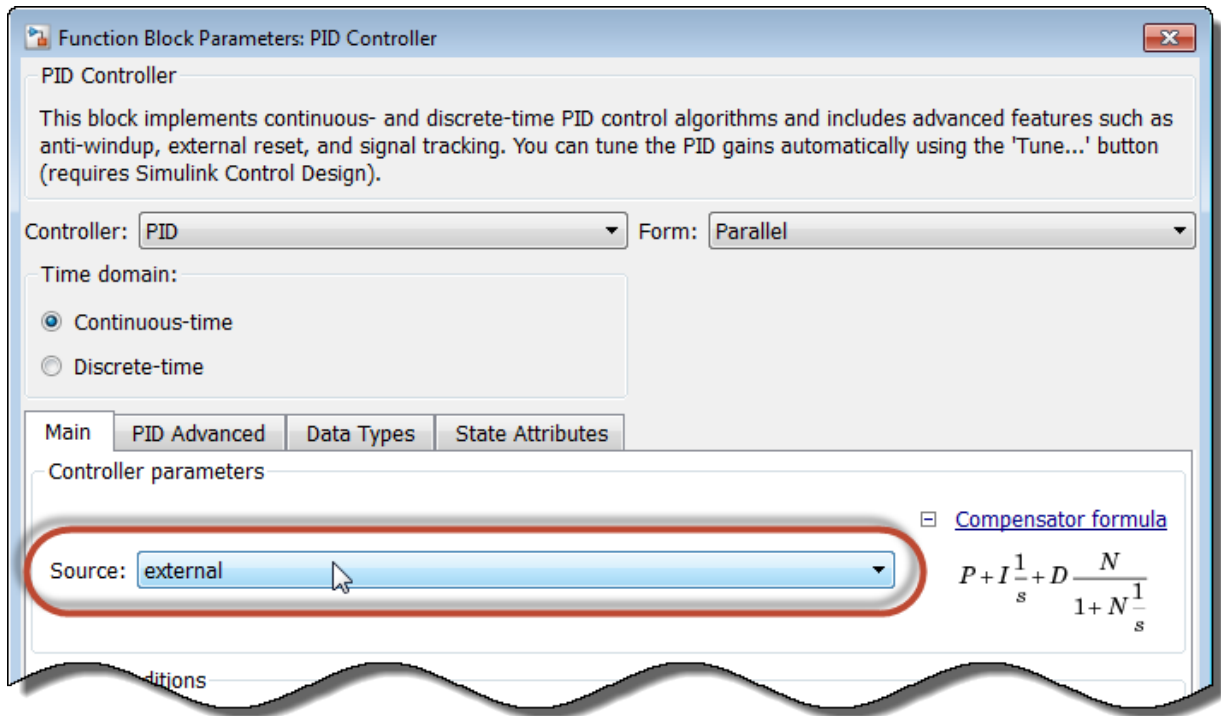 Function Block Parameters: PID Controller
PID Controller
This block implements continuous- and discrete-time PID control algorithms and includes advanced features such as
anti-windup, external reset, and signal tracking. You can tune the PID gains automatically using the 'Tune...' button
(requires Simulink Control Design).
Controller: PID Form: Parallel
Time domain:
Continuous-time
Discrete-time
Main PID Advanced Data Types State Attributes
Controller parameters
Compensator formula
Source: external
P + I 1/s + D N/(1 + N 1/s)